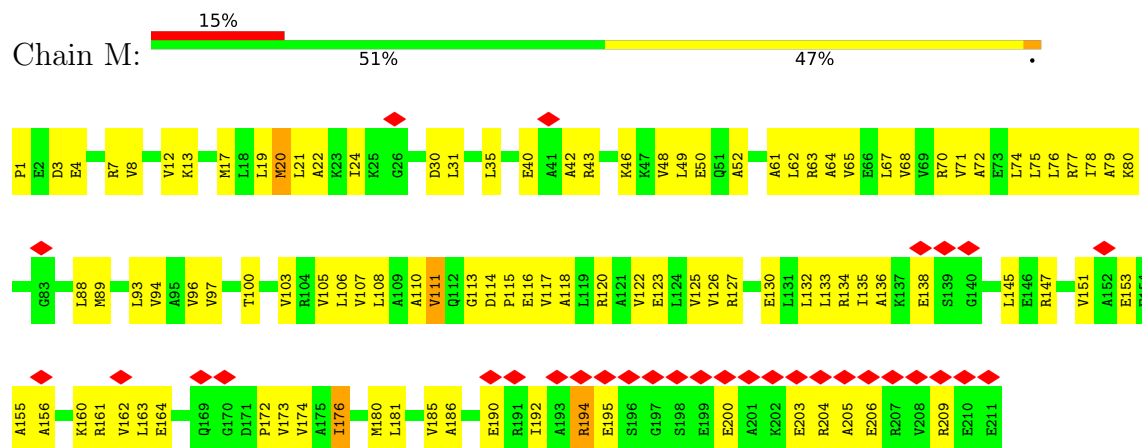 15%
Chain M:
51% 47% •
P1 E2 D3 E4 R7 V8 V12 K13 M17 L18 L19 M20 L21 A22 K23 I24 K25 G26 D30 L31 L35 E40 A41 A42 R43 K46 K47 V48 L49 E50 Q51 A52 A61 L62 R63 A64 V65 E66 L67 V68 V69 R70 V71 A72 E73 L74 L75 L76 R77 I78 A79 K80
G83 L88 M89 L93 V94 A95 V96 V97 T100 V103 R104 V105 L106 V107 L108 A109 A110 V111 Q112 G113 D114 P115 E116 V117 A118 L119 R120 A121 V122 E123 L124 V125 V126 R127 E130 L131 L132 L133 R134 I135 A136 K137 E138 S139 G140 L145 E146 R147 V151 A152 E153
A155 A156 K160 R161 V162 L163 E164 Q169 G170 D171 P172 V173 V174 A175 I176 M180 L181 V185 A186 E190 R191 I192 A193 R194 E195 S196 G197 S198 E199 E200 A201 K202 E203 R204 A205 E206 R207 V208 R209 E210 E211